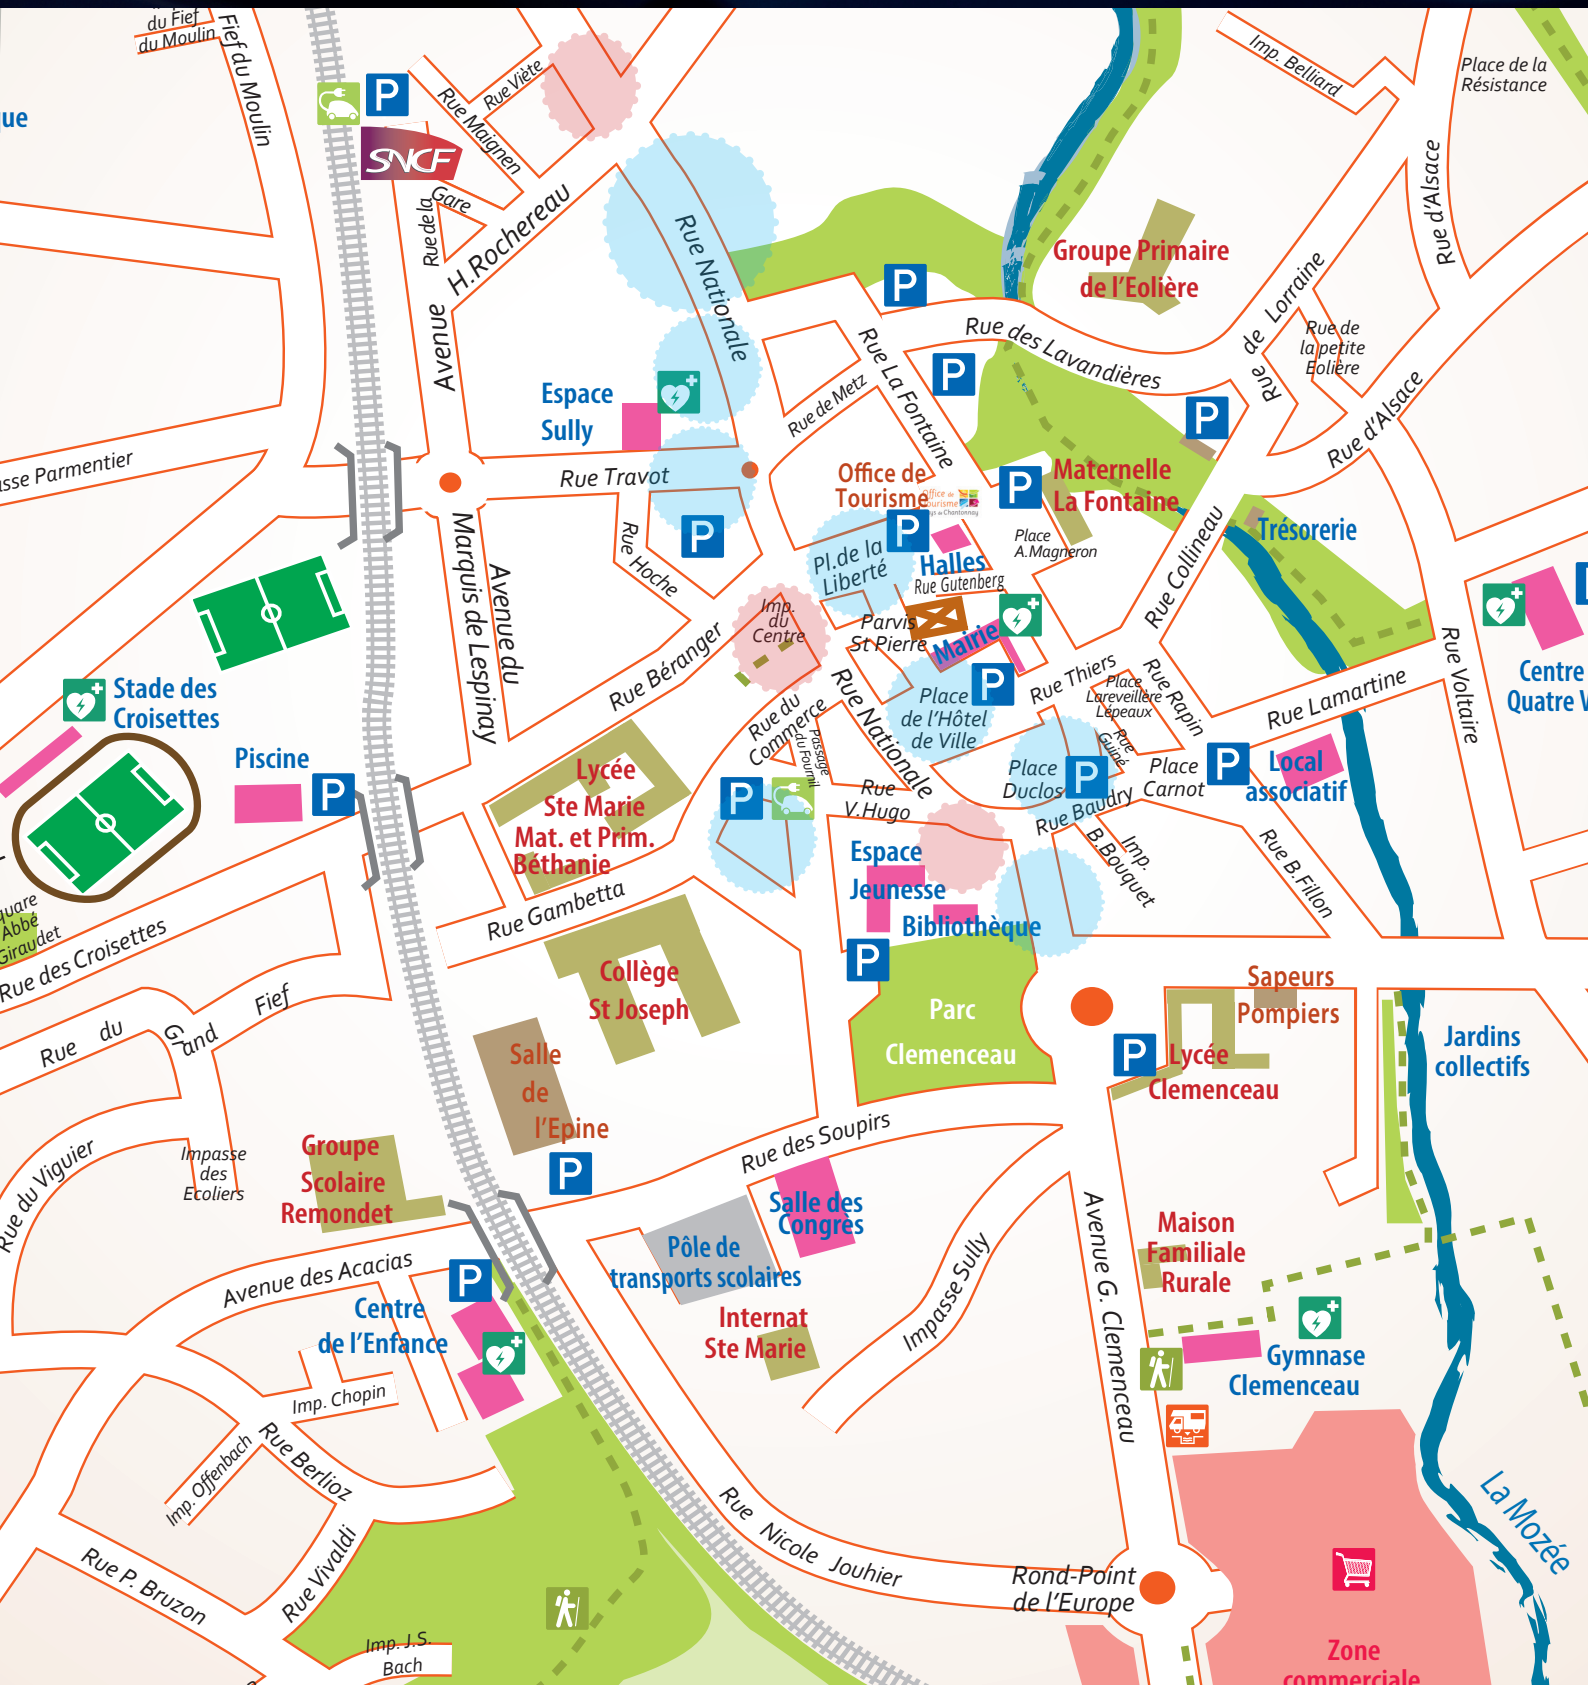 du Fief
du Moulin
Fief du Moulin
P
SNCF
Rue Viète
Rue Maignen
Rue de la
Gare
Avenue
H.Rochereau
Rue Nationale
Imp. Belliard
Place de la
Résistance
Rue d'Alsace
Groupe Primaire
de l'Eolière
P
Rue des Lavandières
Rue
de Lorraine
Rue de
la petite
Eolière
Rue d'Alsace
Rue La Fontaine
P
P
Rue de Metz
Espace
Sully
Rue Travot
P
Rue Hoche
Office de
Tourisme
P
Halles
Rue Gutenberg
Pl.de la
Liberté
P
Maternelle
La Fontaine
Place
A.Magneron
Rue Collineau
Trésorerie
Marquis de Lespinay
Avenue du
Imp.
du
Centre
Parvis
St Pierre
Mairie
P
Place
de l'Hôtel
de Ville
Rue Thiers
Place
Lareveillère
Lépeaux
Rue Rapin
Rue
Guiné
Rue Lamartine
Rue Voltaire
Centre
Stade des
Croisettes
Piscine
P
Rue Béranger
Rue du
Commerce
Passage
du Fournil
Rue Nationale
Rue
V.Hugo
P
Place
Duclos
P
Rue Baudry
Place
Carnot
P
Local
associatif
Imp.
B.Bouquet
Rue B.Fillon
Lycée
Ste Marie
Mat. et Prim.
Béthanie
Rue Gambetta
Espace
Jeunesse
Bibliothèque
P
Abbé
Giraudet
Rue des Croisettes
Rue du
Grand
Fief
Collège
St Joseph
Salle
de
l'Epine
P
Parc
Clemenceau
Sapeurs
Pompiers
P
Lycée
Clemenceau
Jardins
collectifs
Rue du Viguier
Impasse
des
Ecoliers
Groupe
Scolaire
Remondet
Rue des Soupirs
Salle des
Congrès
Pôle de
transports scolaires
Internat
Ste Marie
Impasse Sully
Avenue G. Clemenceau
Maison
Familiale
Rurale
Gymnase
Clemenceau
Avenue des Acacias
P
Centre
de l'Enfance
Imp. Chopin
Imp. Offenbach
Rue Berlioz
Rue Vivaldi
Rue P. Bruzon
Imp. J.S.
Bach
Rue Nicole Jouhier
Rond-Point
de l'Europe
La Mozée
Zone
commerciale